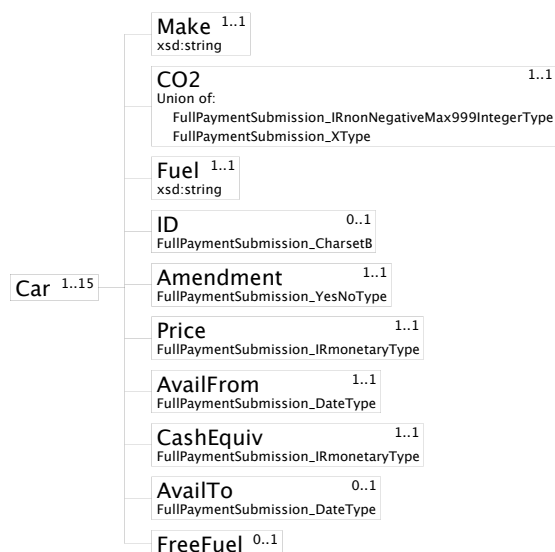 Make 1..1
xsd:string
CO2 1..1
Union of:
FullPaymentSubmission_IRnonNegativeMax999IntegerType
FullPaymentSubmission_XType
Fuel 1..1
xsd:string
ID 0..1
FullPaymentSubmission_CharsetB
Car 1..15
Amendment 1..1
FullPaymentSubmission_YesNoType
Price 1..1
FullPaymentSubmission_IRmonetaryType
AvailFrom 1..1
FullPaymentSubmission_DateType
CashEquiv 1..1
FullPaymentSubmission_IRmonetaryType
AvailTo 0..1
FullPaymentSubmission_DateType
FreeFuel 0..1